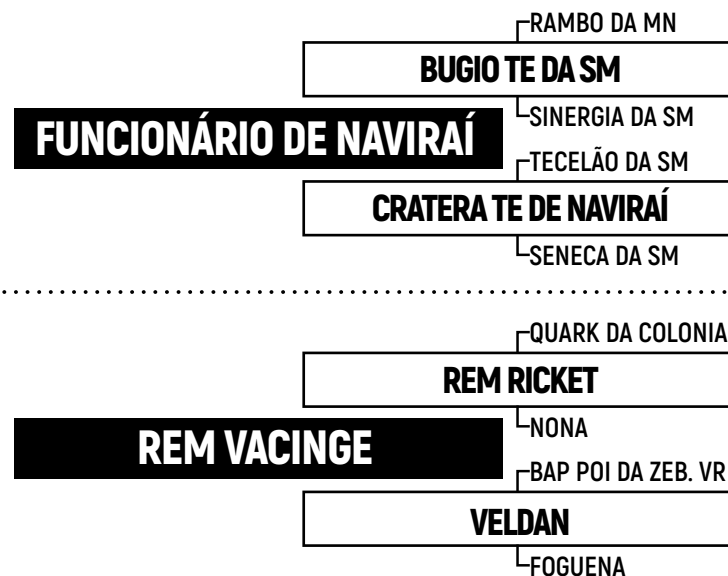 RAMBO DA MN
BUGIO TE DA SM
SINERGIA DA SM
FUNCIONÁRIO DE NAVIRAÍ
TECELÃO DA SM
CRATERA TE DE NAVIRAÍ
SENECA DA SM
QUARK DA COLONIA
REM RICKET
NONA
REM VACINGE
BAP POI DA ZEB. VR
VELDAN
FOGUENA